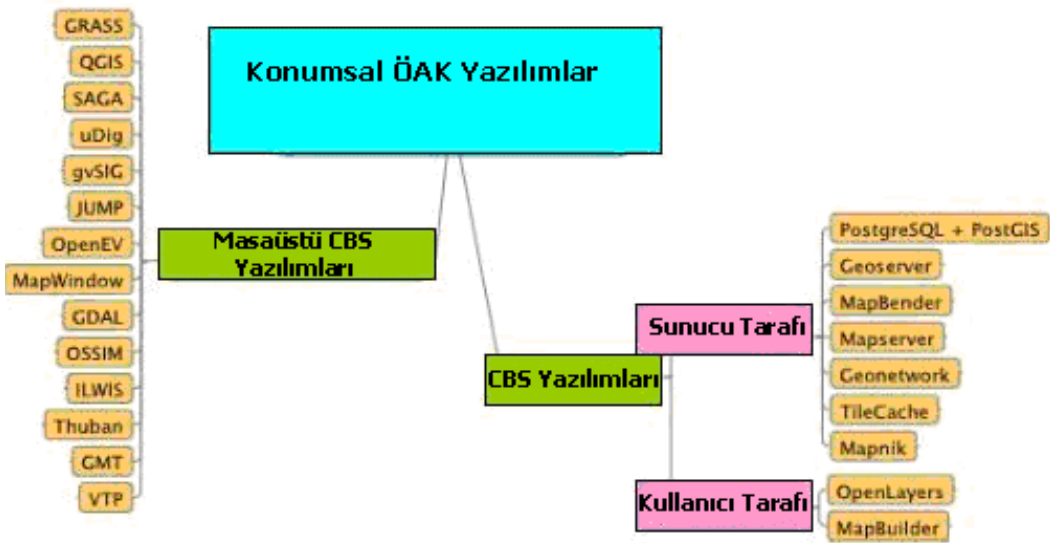 Konumsal ÖAK Yazılımlar
GRASS
QGIS
SAGA
uDig
gvSIG
JUMP
OpenEV
MapWindow
GDAL
OSSIM
ILWIS
Thuban
GMT
VTP
Masaüstü CBS
Yazılımları
CBS Yazılımları
Sunucu Tarafı
PostgreSQL + PostGIS
Geoserver
MapBender
Mapserver
Geonetwork
TileCache
Mapnik
Kullanıcı Tarafı
OpenLayers
MapBuilder